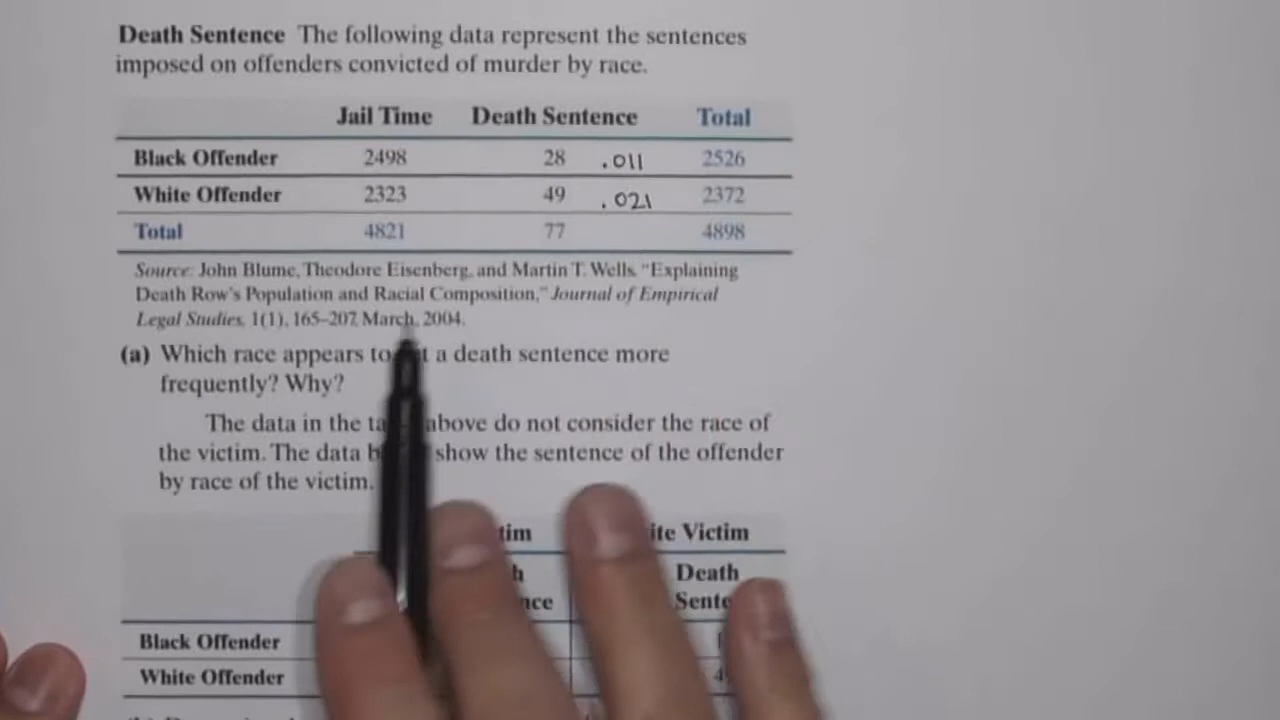 Death Sentence The following data represent the sentences
imposed on offenders convicted of murder by race.
Jail Time Death Sentence Total
Black Offender 2498 28 .011 2526
White Offender 2323 49 .021 2372
Total 4821 77 4898
Source: John Blume, Theodore Eisenberg, and Martin T. Wells. "Explaining
Death Row's Population and Racial Composition," Journal of Empirical
Legal Studies, 1(1), 165–207, March, 2004.
(a) Which race appears to a death sentence more
frequently? Why?
The data in the above do not consider the race of
the victim. The data show the sentence of the offender
by race of the victim.
Victim
Death
Black Offender
White Offender